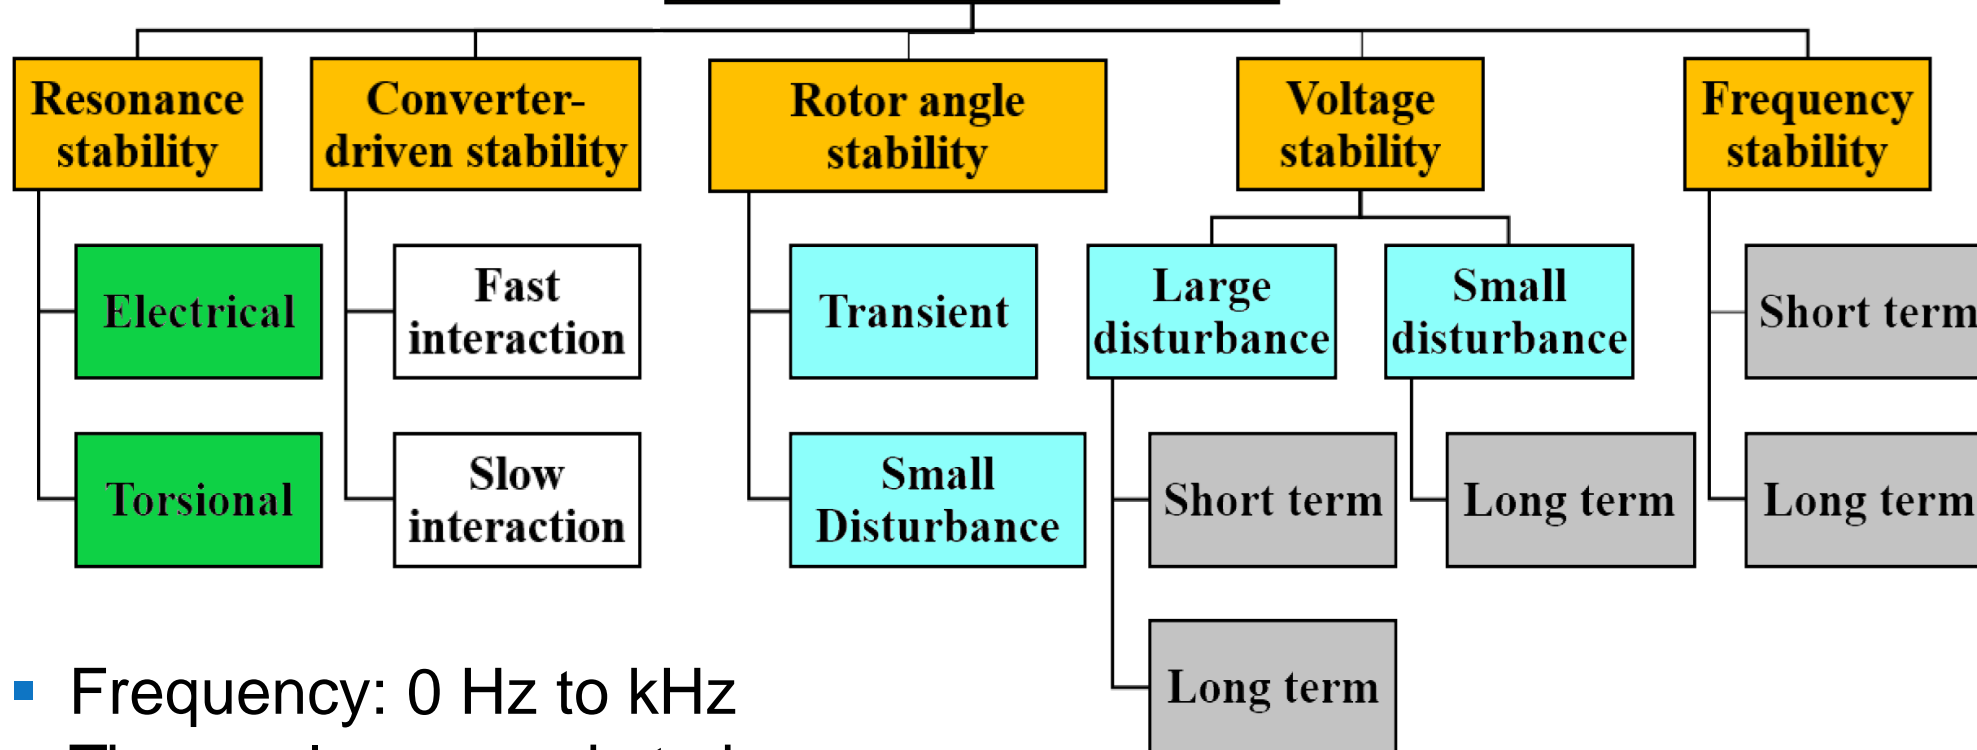 Resonance
stability
Converter-
driven stability
Rotor angle
stability
Voltage
stability
Frequency
stability
Electrical
Fast
interaction
Transient
Large
disturbance
Small
disturbance
Short term
Torsional
Slow
interaction
Small
Disturbance
Short term
Long term
Long term
Long term
Frequency: 0 Hz to kHz